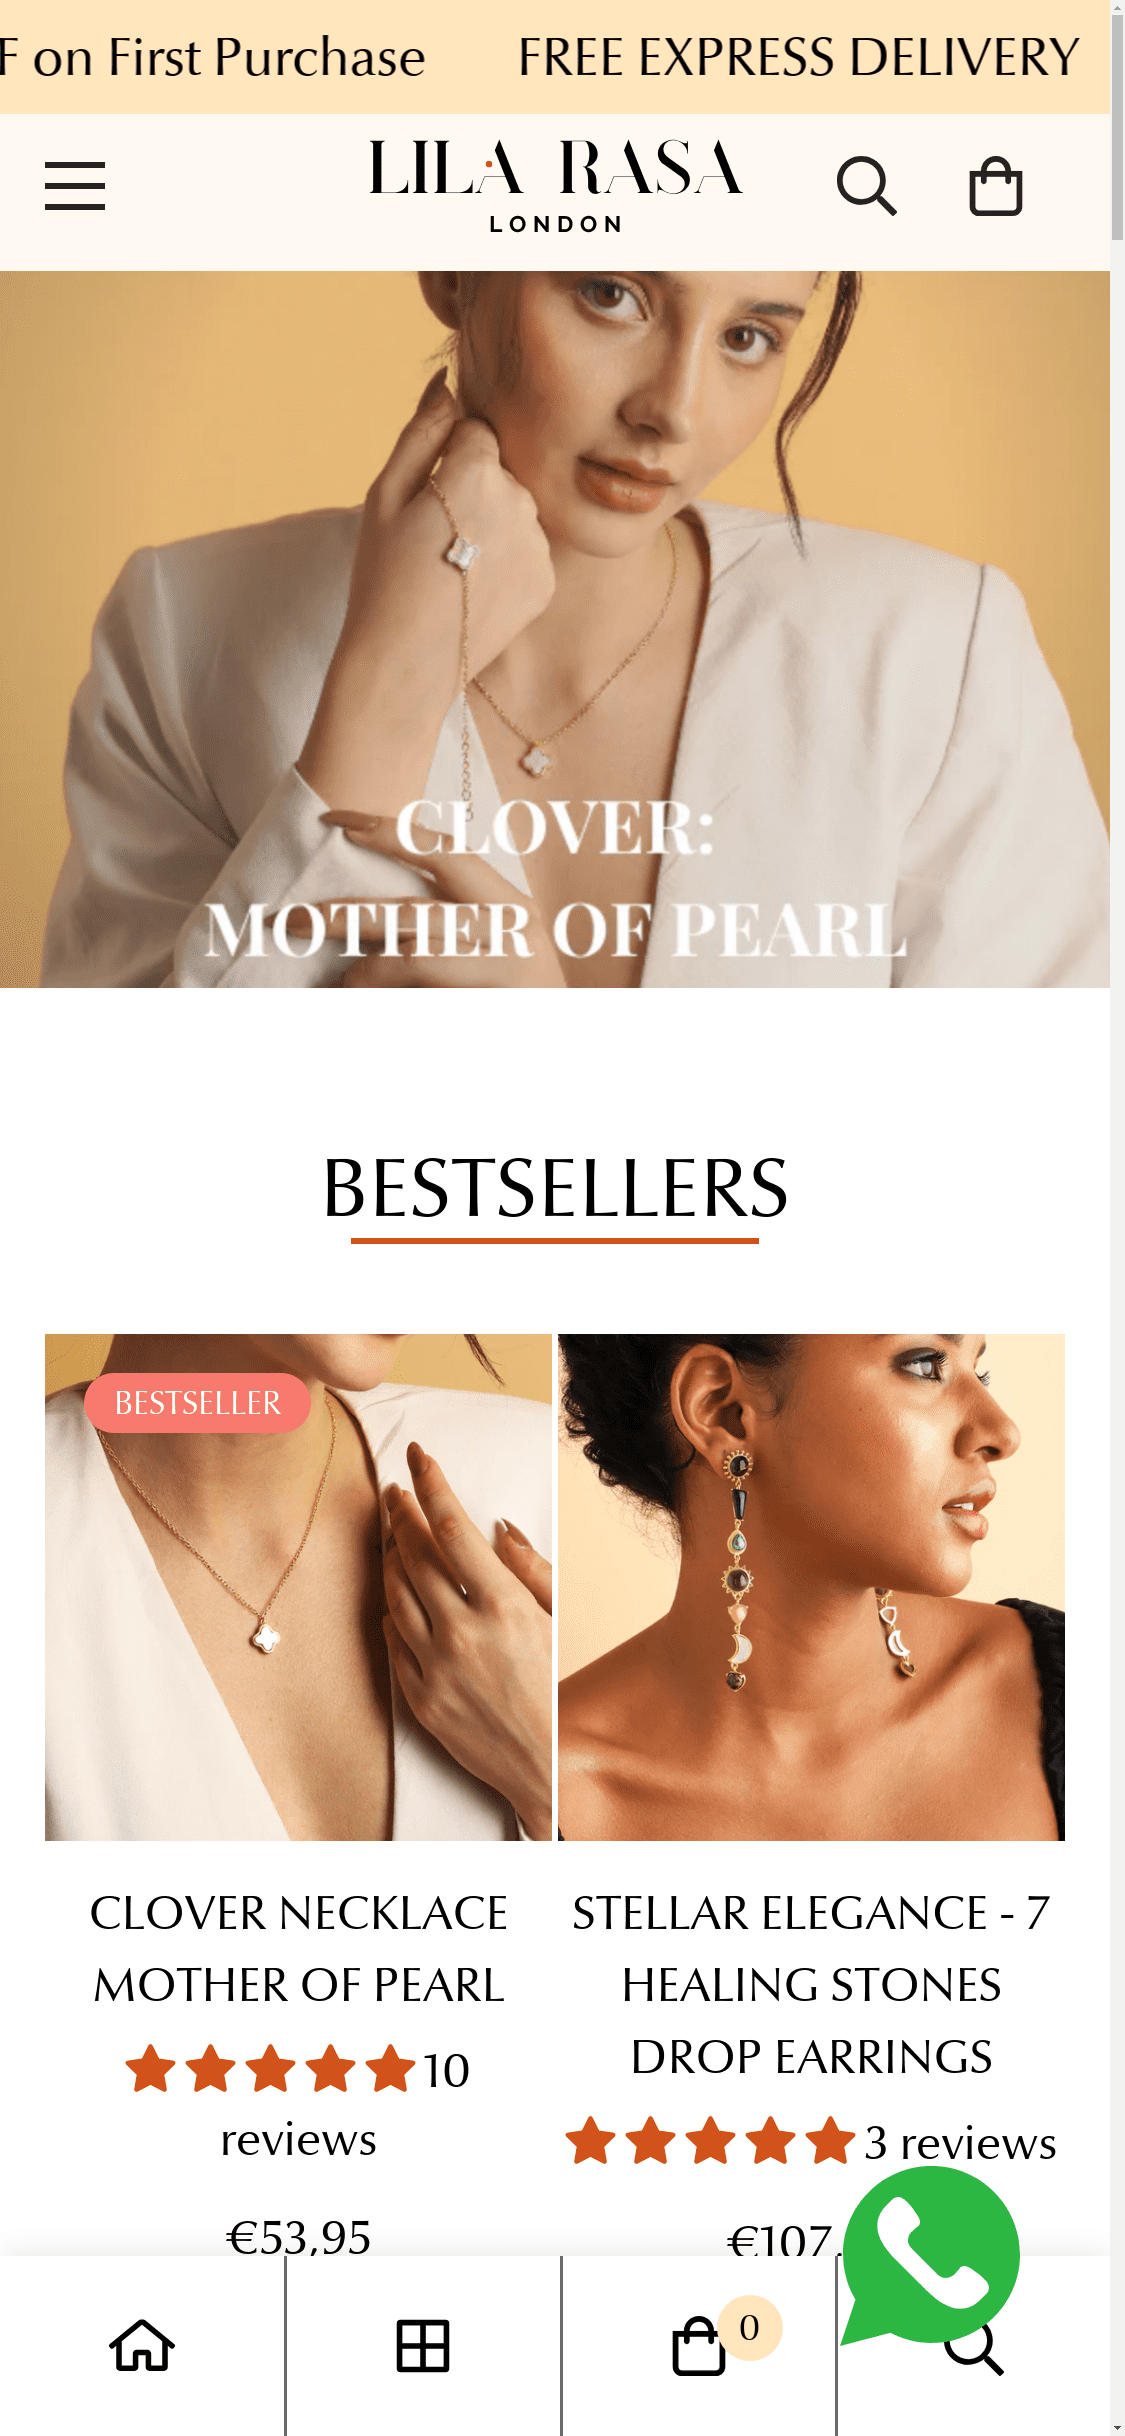 F on First Purchase FREE EXPRESS DELIVERY
LILA RASA
LONDON
CLOVER:
MOTHER OF PEARL
BESTSELLERS
BESTSELLER
CLOVER NECKLACE
MOTHER OF PEARL
10
reviews
€53,95
STELLAR ELEGANCE - 7
HEALING STONES
DROP EARRINGS
3 reviews
€107,
0